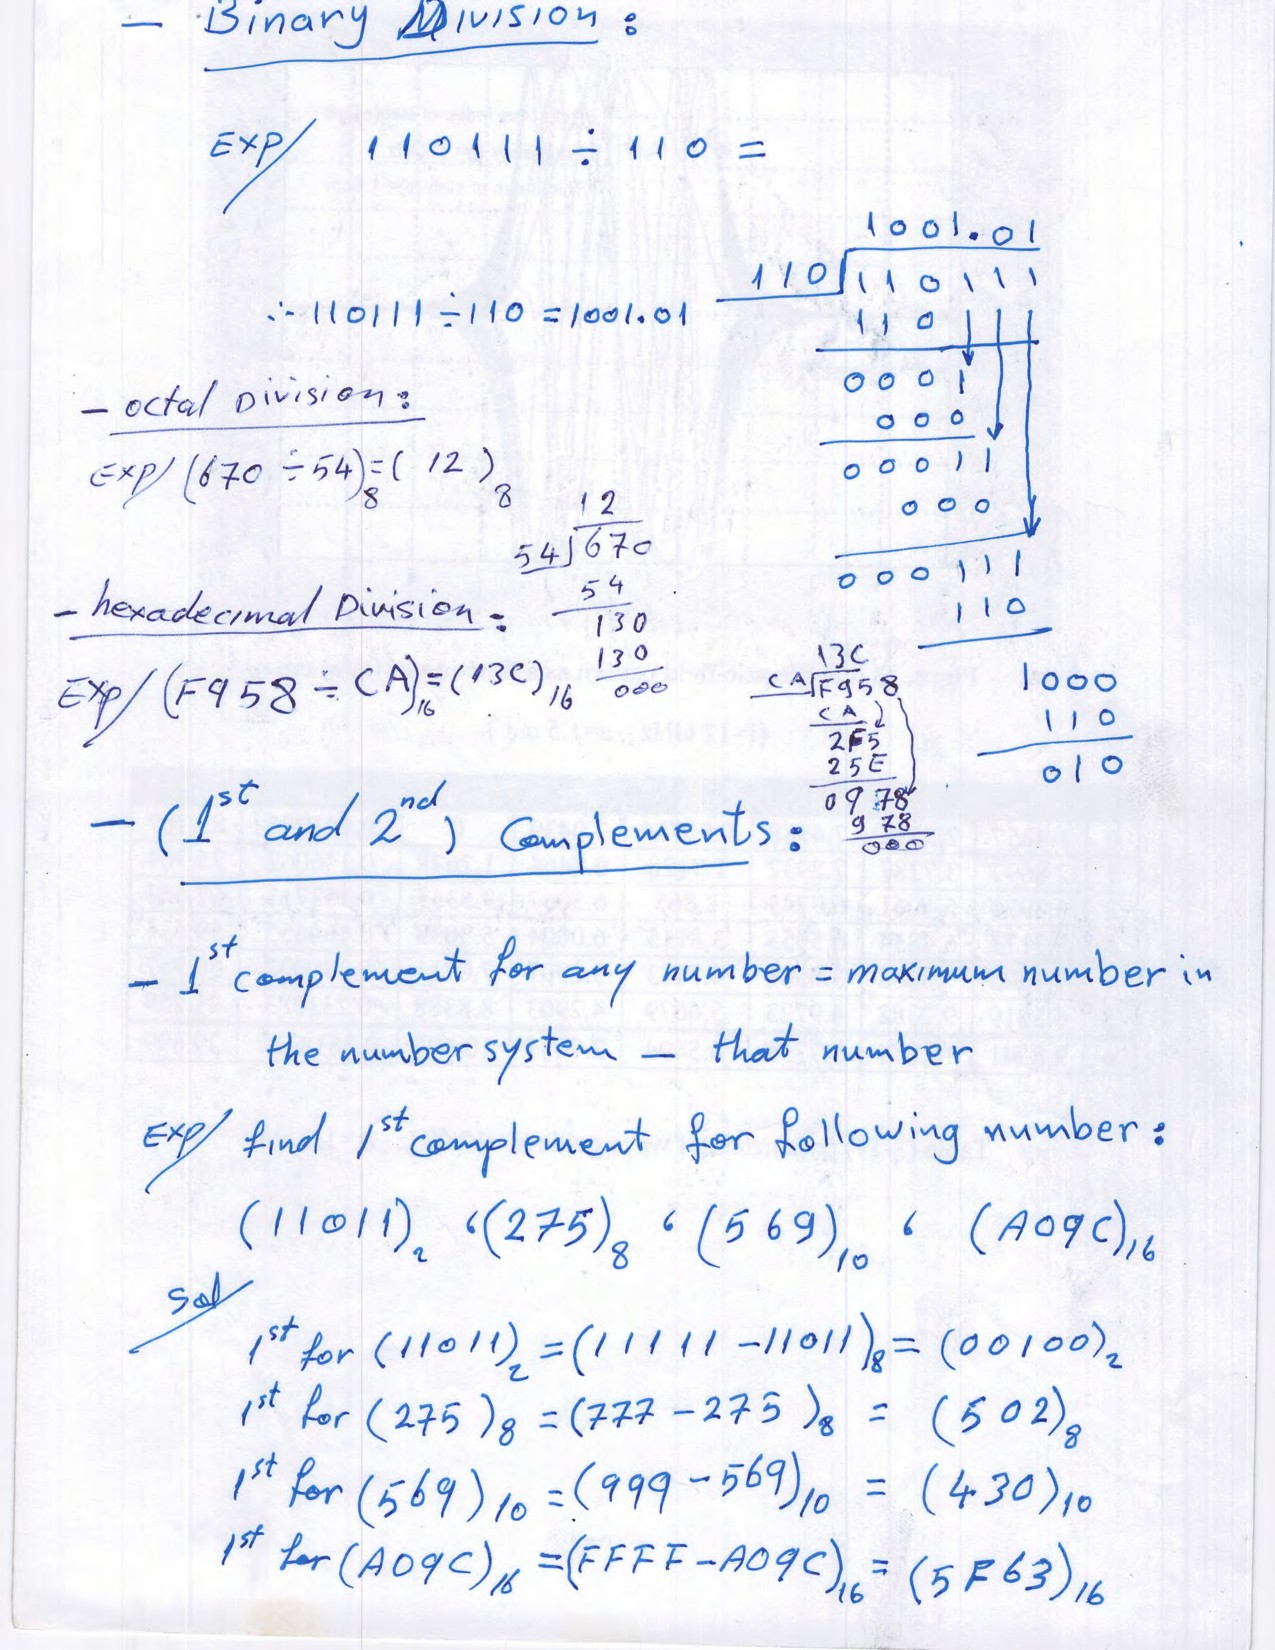 - Binary Division :
Exp/ 110111 ÷ 110 =
1001.01
110 110111
∴ 110111 ÷ 110 = 1001.01
110
0001
000
00011
000
000111
110
1000
110
010
- octal Division :
Exp/ (670 ÷ 54)8 = ( 12 )8
12
54 670
54
130
130
000
- hexadecimal Division :
Exp/ (F958 ÷ CA)16 = (13C)16
13C
CA F958
CA
2F5
25E
0978
978
000
- (1st and 2nd) Complements :
- 1st complement for any number = maximum number in
the number system - that number
Exp/ find 1st complement for following number :
(11011)2 ، (275)8 ، (569)10 ، (A09C)16
Sol/
1st for (11011)2 = (11111 - 11011)8 = (00100)2
1st for (275)8 = (777 - 275)8 = (502)8
1st for (569)10 = (999 - 569)10 = (430)10
1st for (A09C)16 = (FFFF - A09C)16 = (5F63)16